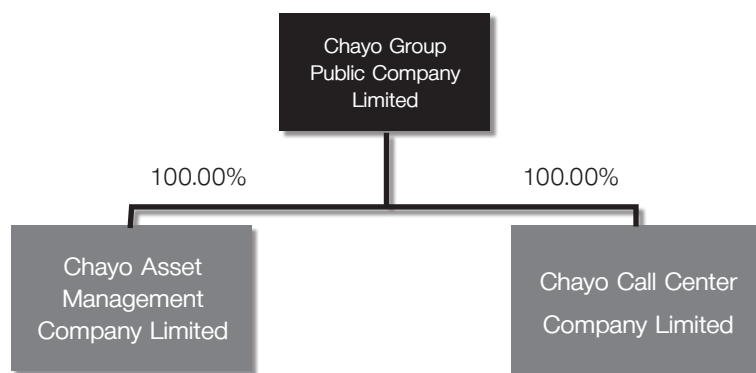 Chayo Group
Public Company
Limited
100.00%
100.00%
Chayo Asset
Management
Company Limited
Chayo Call Center
Company Limited